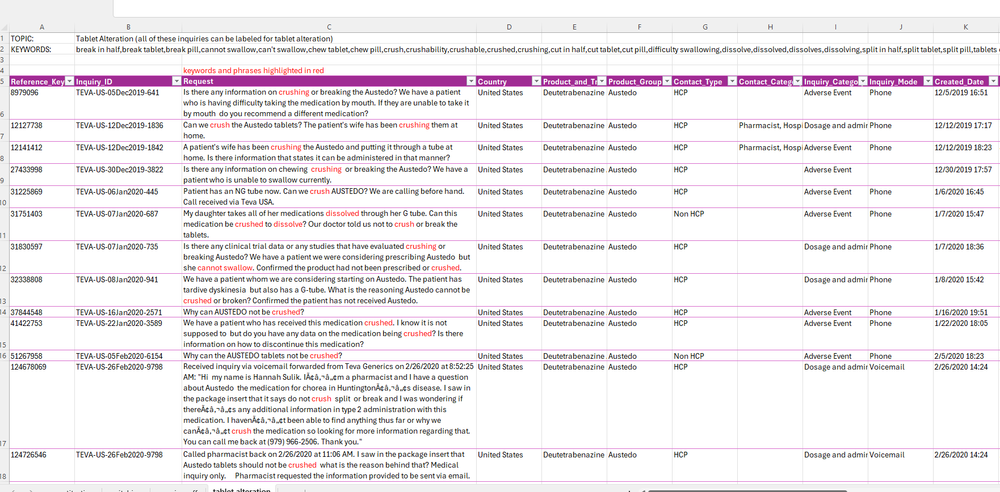 A B C D E F G H I J K
1 TOPIC: Tablet Alteration (all of these inquiries can be labeled for tablet alteration)
2 KEYWORDS: break in half,break tablet,break pill,cannot swallow,can't swallow,chew tablet,chew pill,crush,crushability,crushable,crushed,crushing,cut in half,cut tablet,cut pill,difficulty swallowing,dissolve,dissolved,dissolves,dissolving,split in half,split tablet,split pill,tablets
3
4 keywords and phrases highlighted in red
5 Reference_Key Inquiry_ID Request Country Product_and_Tr Product_Group Contact_Type Contact_Categ Inquiry_Catego Inquiry_Mode Created_Date
8979096 TEVA-US-05Dec2019-641 Is there any information on crushing or breaking the Austedo? We have a patient United States Deutetrabenazine Austedo HCP Adverse Event Phone 12/5/2019 16:51
who is having difficulty taking the medication by mouth. If they are unable to take it
6 by mouth do you recommend a different medication?
12127738 TEVA-US-12Dec2019-1836 Can we crush the Austedo tablets? The patient's wife has been crushing them at United States Deutetrabenazine Austedo HCP Pharmacist, Hospi Dosage and admir Phone 12/12/2019 17:17
7 home.
12141412 TEVA-US-12Dec2019-1842 A patient's wife has been crushing the Austedo and putting it through a tube at United States Deutetrabenazine Austedo HCP Pharmacist, Hospi Adverse Event Phone 12/12/2019 18:23
8 home. Is there information that states it can be administered in that manner?
27433998 TEVA-US-30Dec2019-3822 Is there any information on chewing crushing or breaking the Austedo? We have a United States Deutetrabenazine Austedo HCP Adverse Event 12/30/2019 17:57
9 patient who is unable to swallow currently.
31225869 TEVA-US-06Jan2020-445 Patient has an NG tube now. Can we crush AUSTEDO? We are calling before hand. United States Deutetrabenazine Austedo HCP Adverse Event Phone 1/6/2020 16:45
10 Call received via Teva USA.
31751403 TEVA-US-07Jan2020-687 My daughter takes all of her medications dissolved through her G tube. Can this United States Deutetrabenazine Austedo Non HCP Adverse Event Phone 1/7/2020 15:47
medication be crushed to dissolve? Our doctor told us not to crush or break the
11 tablets.
31830597 TEVA-US-07Jan2020-735 Is there any clinical trial data or any studies that have evaluated crushing or United States Deutetrabenazine Austedo HCP Dosage and admir Phone 1/7/2020 18:36
breaking Austedo? We have a patient we were considering prescribing Austedo but
12 she cannot swallow. Confirmed the product had not been prescribed or crushed.
32338808 TEVA-US-08Jan2020-941 We have a patient whom we are considering starting on Austedo. The patient has United States Deutetrabenazine Austedo HCP Dosage and admir Phone 1/8/2020 15:42
tardive dyskinesia but also has a G-tube. What is the reasoning Austedo cannot be
13 crushed or broken? Confirmed the patient has not received Austedo.
14 37844548 TEVA-US-16Jan2020-2571 Why can AUSTEDO not be crushed? United States Deutetrabenazine Austedo HCP Adverse Event Phone 1/16/2020 19:51
41422753 TEVA-US-22Jan2020-3589 We have a patient who has received this medication crushed. I know it is not United States Deutetrabenazine Austedo HCP Adverse Event Phone 1/22/2020 18:05
supposed to but do you have any data on the medication being crushed? Is there
15 information on how to discontinue this medication?
16 51267958 TEVA-US-05Feb2020-6154 Why can the AUSTEDO tablets not be crushed? United States Deutetrabenazine Austedo Non HCP Adverse Event Phone 2/5/2020 18:23
124678069 TEVA-US-26Feb2020-9798 Received inquiry via voicemail forwarded from Teva Generics on 2/26/2020 at 8:52:25 United States Deutetrabenazine Austedo HCP Dosage and admir Voicemail 2/26/2020 14:24
AM: "Hi my name is Hannah Sulik. IÃ¢â‚¬â„¢m a pharmacist and I have a question
about Austedo the medication for chorea in HuntingtonÃ¢â‚¬â„¢s disease. I saw in
the package insert that it says do not crush split or break and I was wondering if
thereÃ¢â‚¬â„¢s any additional information in type 2 administration with this
medication. I havenÃ¢â‚¬â„¢t been able to find anything thus far or why we
canÃ¢â‚¬â„¢t crush the medication so looking for more information regarding that.
17 You can call me back at (979) 966-2506. Thank you."
124726546 TEVA-US-26Feb2020-9798 Called pharmacist back on 2/26/2020 at 11:06 AM. I saw in the package insert that United States Deutetrabenazine Austedo HCP Dosage and admir Voicemail 2/26/2020 14:24
Austedo tablets should not be crushed what is the reason behind that? Medical
18 inquiry only. Pharmacist requested the information provided to be sent via email.
tablet alteration